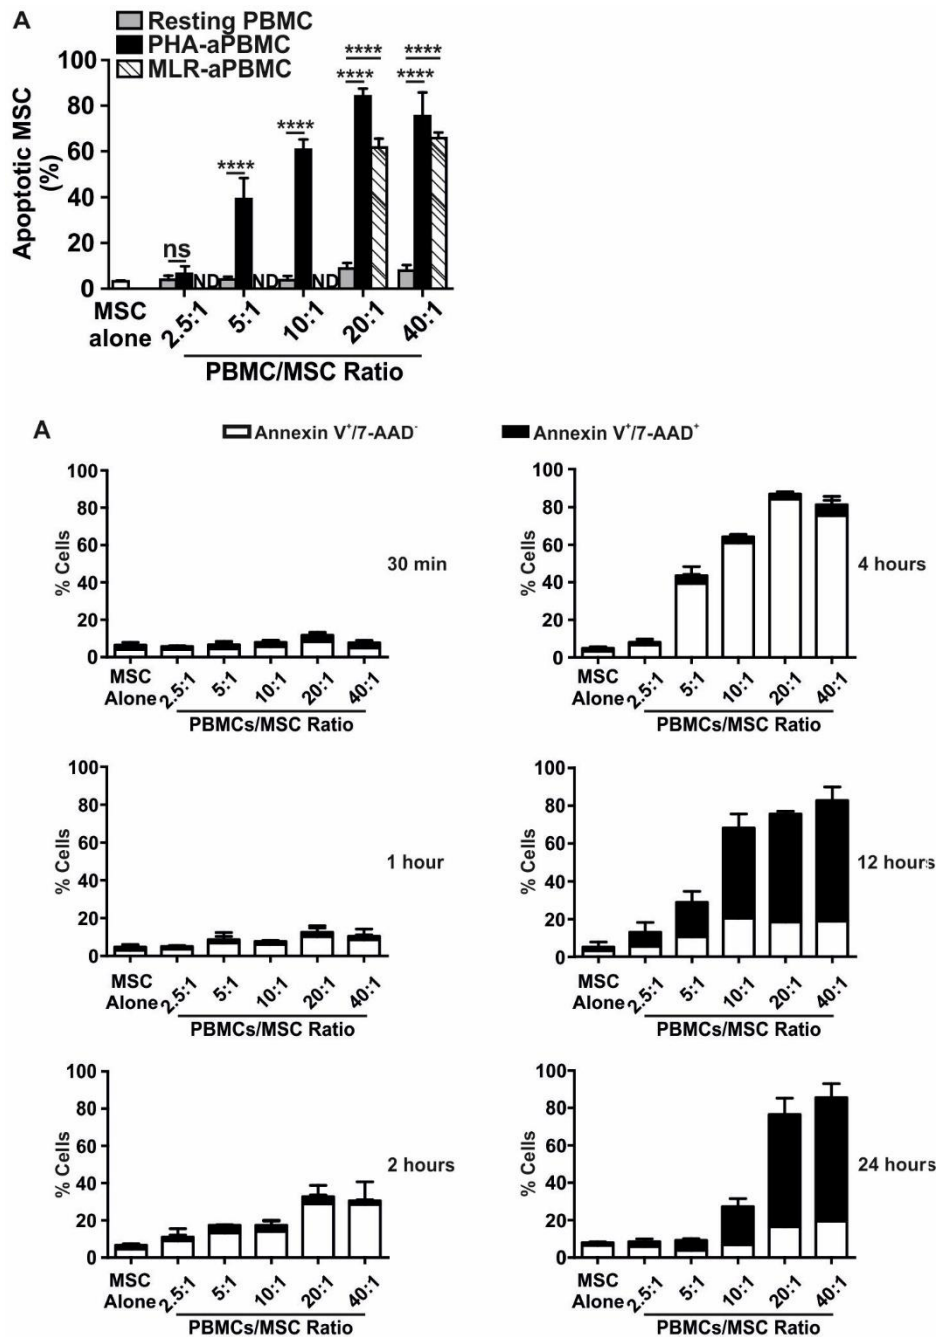 A
Resting PBMC
PHA-aPBMC
MLR-aPBMC
Apoptotic MSC
(%)
100
80
60
40
20
0
ns
****
****
****
****
****
****
ND
ND
ND
MSC
alone
2.5:1
5:1
10:1
20:1
40:1
PBMC/MSC Ratio
A
Annexin V⁺/7-AAD⁻
Annexin V⁺/7-AAD⁺
% Cells
100
80
60
40
20
0
30 min
MSC
Alone
2.5:1
5:1
10:1
20:1
40:1
PBMCs/MSC Ratio
% Cells
100
80
60
40
20
0
4 hours
MSC
Alone
2.5:1
5:1
10:1
20:1
40:1
PBMCs/MSC Ratio
% Cells
100
80
60
40
20
0
1 hour
MSC
Alone
2.5:1
5:1
10:1
20:1
40:1
PBMCs/MSC Ratio
% Cells
100
80
60
40
20
0
12 hours
MSC
Alone
2.5:1
5:1
10:1
20:1
40:1
PBMCs/MSC Ratio
% Cells
100
80
60
40
20
0
2 hours
MSC
Alone
2.5:1
5:1
10:1
20:1
40:1
PBMCs/MSC Ratio
% Cells
100
80
60
40
20
0
24 hours
MSC
Alone
2.5:1
5:1
10:1
20:1
40:1
PBMCs/MSC Ratio